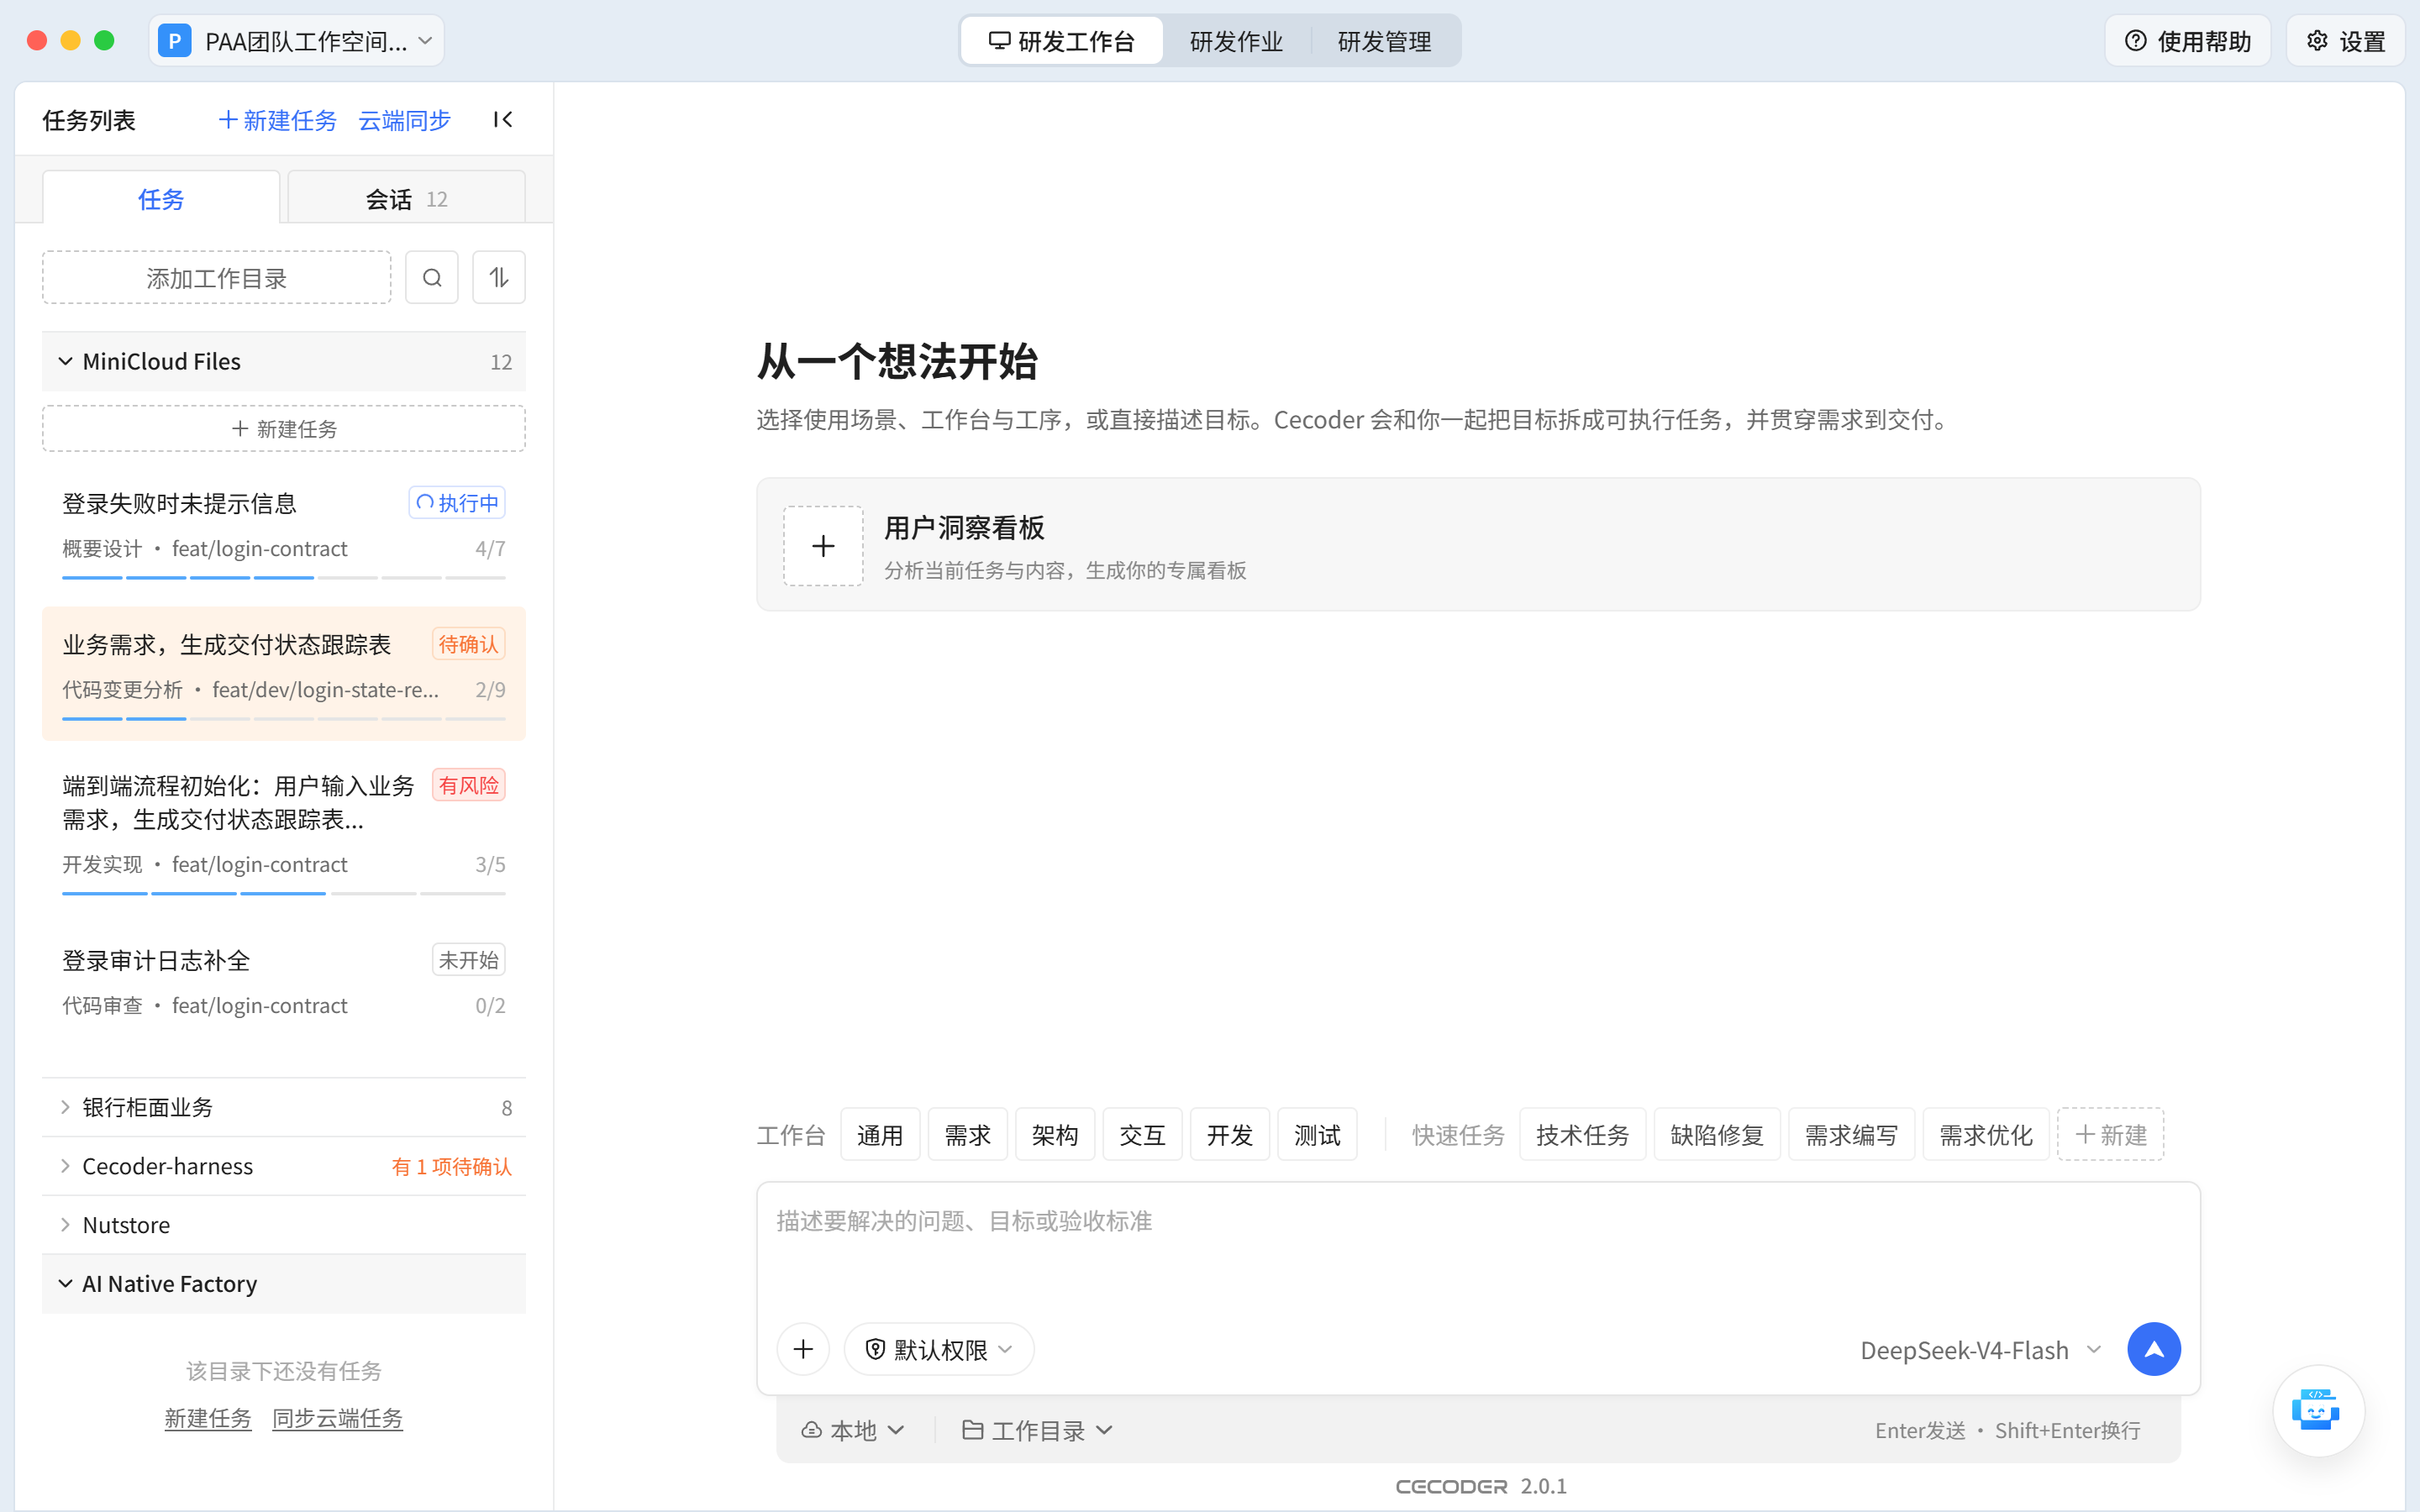 P PAA团队工作空间...
研发工作台 研发作业 研发管理
使用帮助 设置
任务列表 新建任务 云端同步
任务 会话 12
添加工作目录
MiniCloud Files 12
新建任务
登录失败时未提示信息 执行中
概要设计 • feat/login-contract 4/7
业务需求，生成交付状态跟踪表 待确认
代码变更分析 • feat/dev/login-state-re... 2/9
端到端流程初始化：用户输入业务 有风险
需求，生成交付状态跟踪表...
开发实现 • feat/login-contract 3/5
登录审计日志补全 未开始
代码审查 • feat/login-contract 0/2
银行柜面业务 8
Cecoder-harness 有 1 项待确认
Nutstore
AI Native Factory
该目录下还没有任务
新建任务 同步云端任务
从一个想法开始
选择使用场景、工作台与工序，或直接描述目标。Cecoder 会和你一起把目标拆成可执行任务，并贯穿需求到交付。
用户洞察看板
分析当前任务与内容，生成你的专属看板
工作台 通用 需求 架构 交互 开发 测试 快速任务 技术任务 缺陷修复 需求编写 需求优化 新建
描述要解决的问题、目标或验收标准
默认权限 DeepSeek-V4-Flash
本地 工作目录 Enter发送 • Shift+Enter换行
CECODER 2.0.1